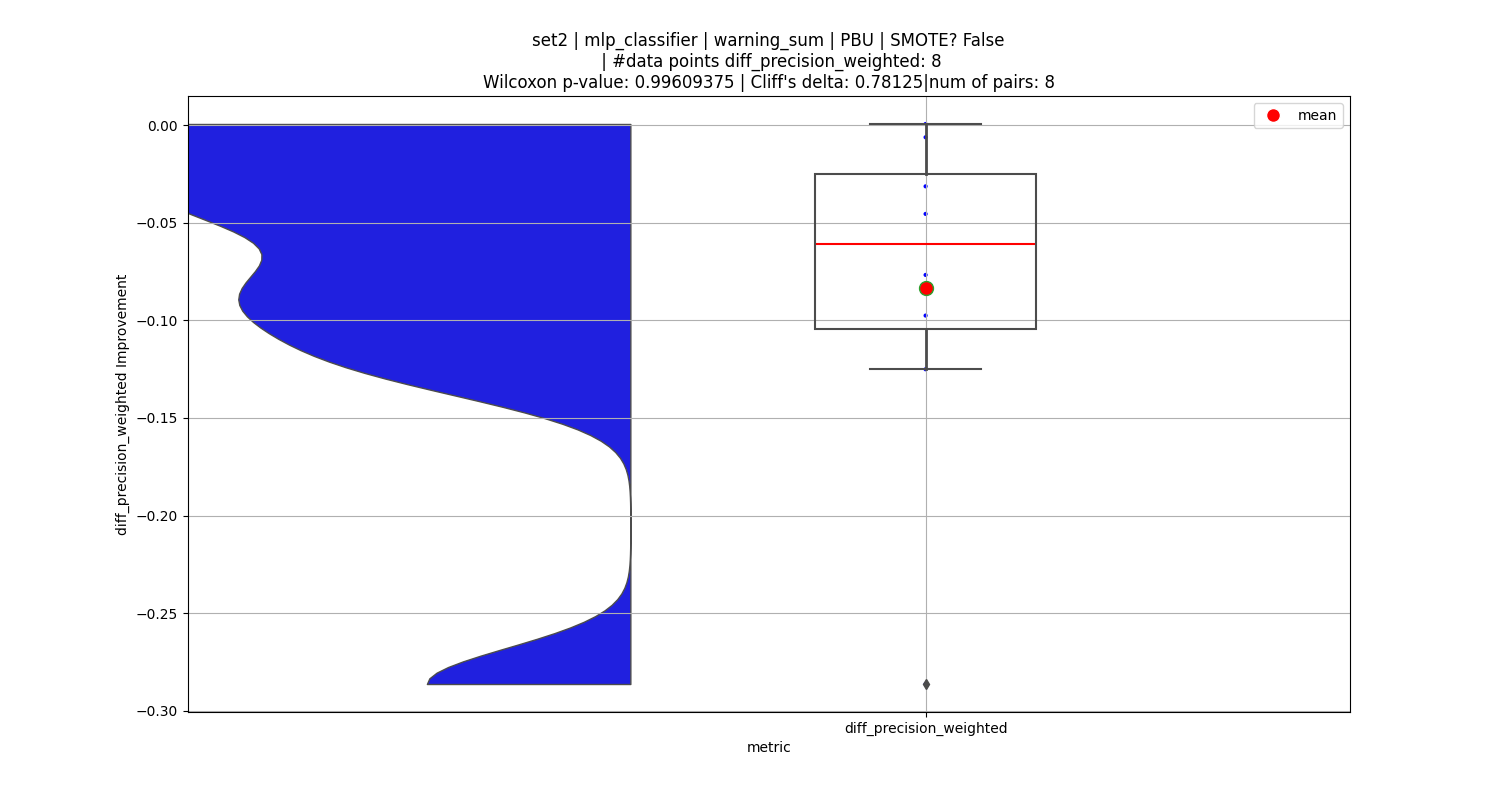 set2 | mlp_classifier | warning_sum | PBU | SMOTE? False
| #data points diff_precision_weighted: 8
Wilcoxon p-value: 0.99609375 | Cliff's delta: 0.78125|num of pairs: 8
mean
0.00
−0.05
−0.10
−0.15
−0.20
−0.25
−0.30
diff_precision_weighted Improvement
diff_precision_weighted
metric